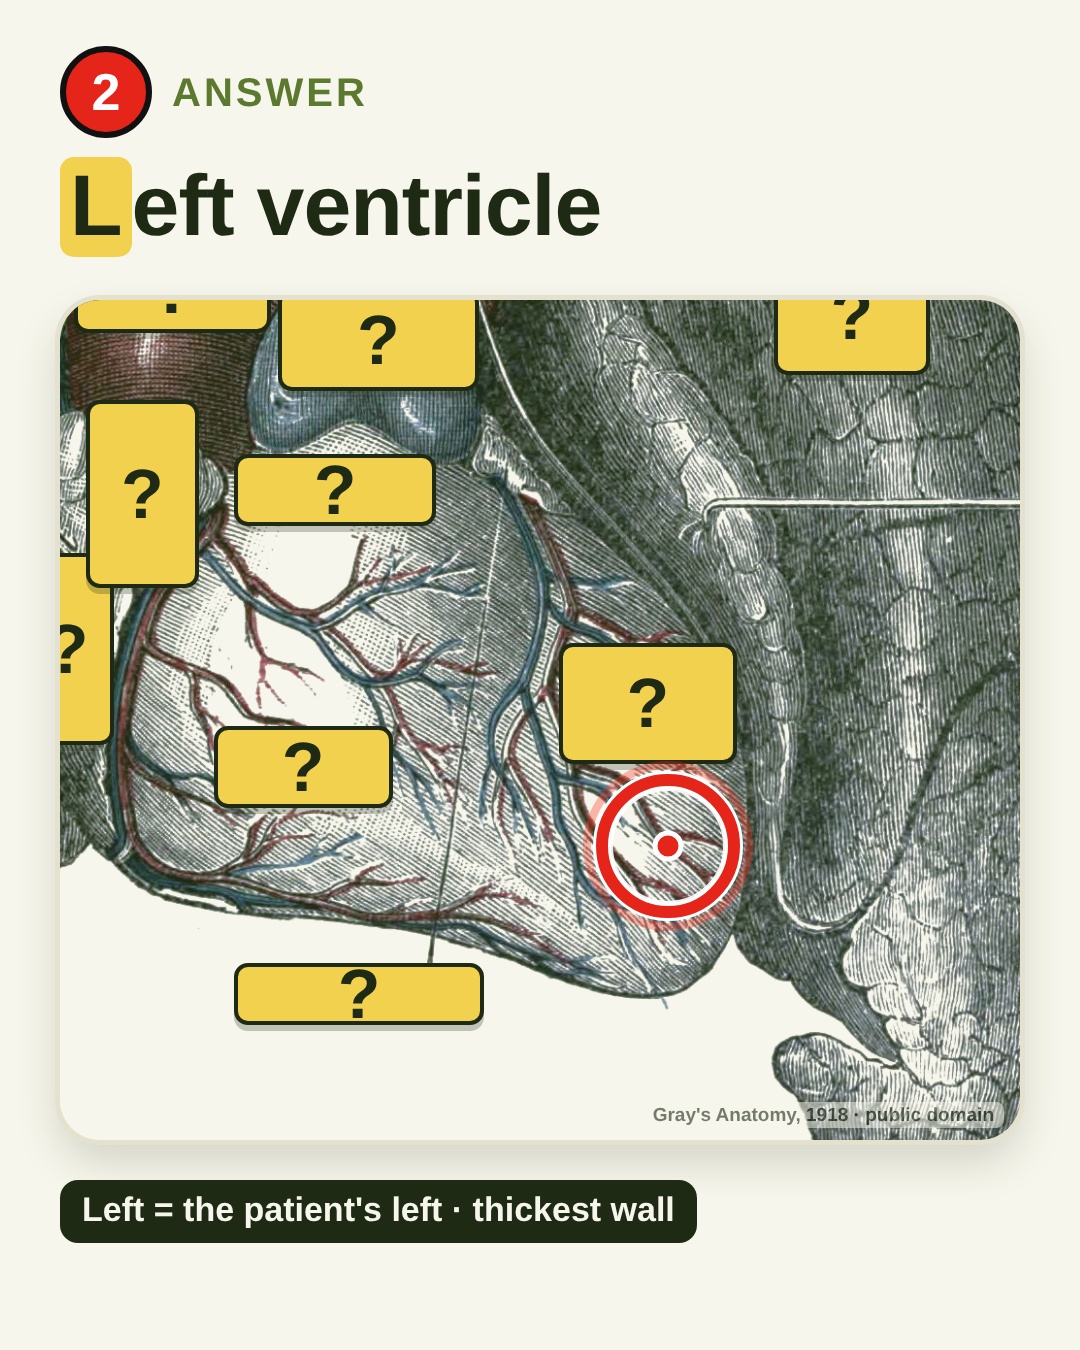 2
ANSWER
Left ventricle
?
?
?
?
?
?
?
?
?
Gray's Anatomy, 1918 · public domain
Left = the patient's left · thickest wall